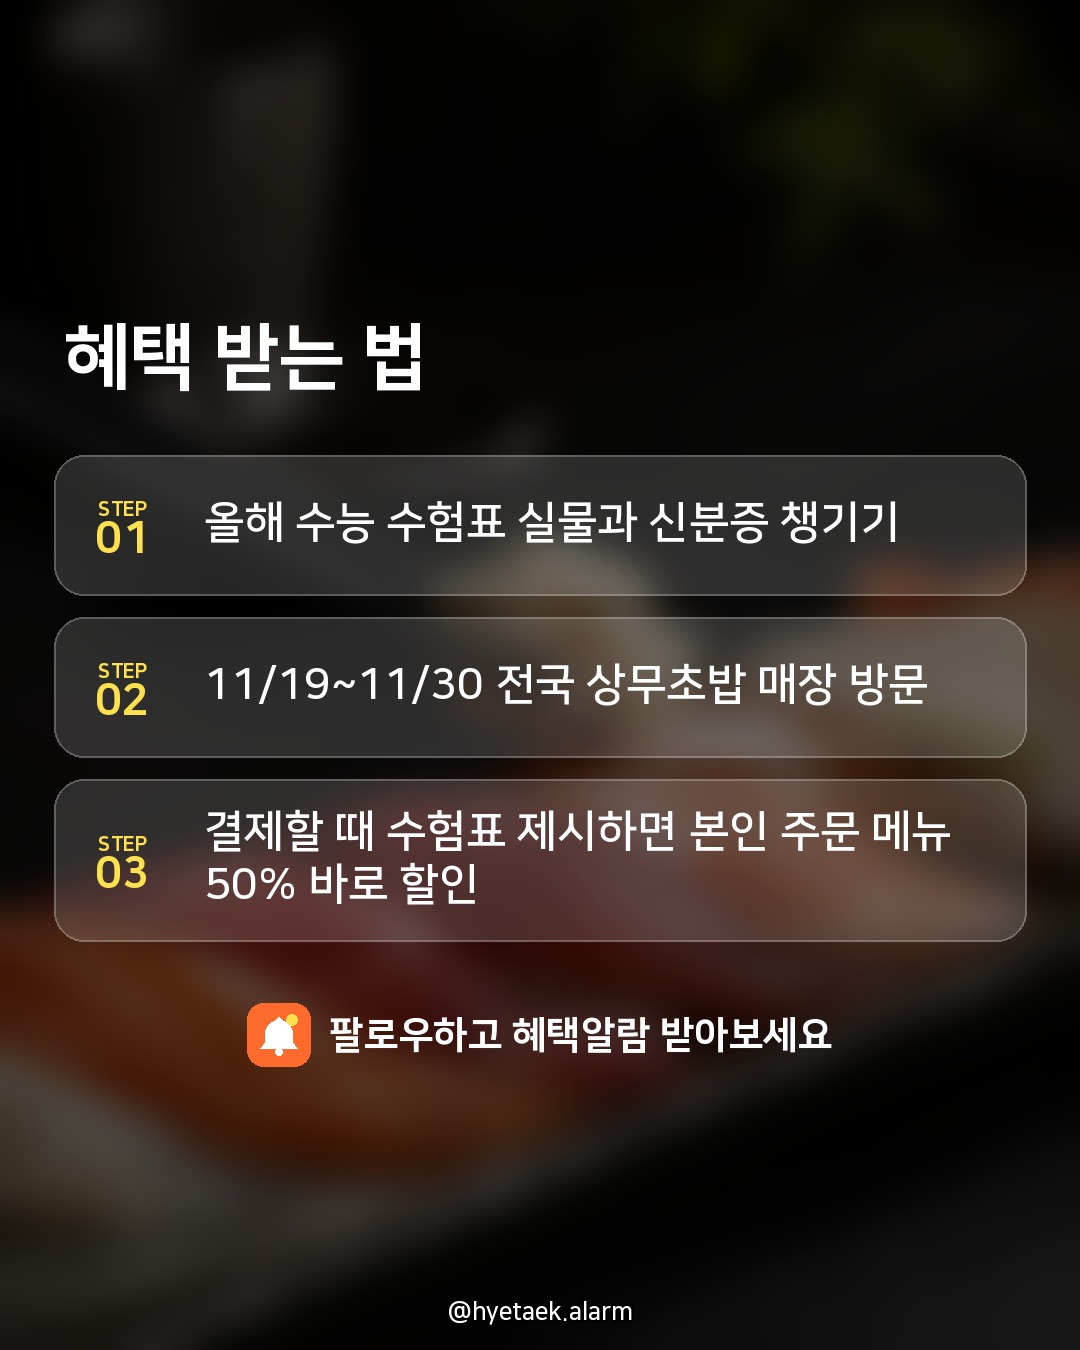 혜택 받는 법
STEP
01
올해 수능 수험표 실물과 신분증 챙기기
STEP
02
11/19~11/30 전국 상무초밥 매장 방문
STEP
03
결제할 때 수험표 제시하면 본인 주문 메뉴
50% 바로 할인
팔로우하고 혜택알람 받아보세요
@hyetaek.alarm